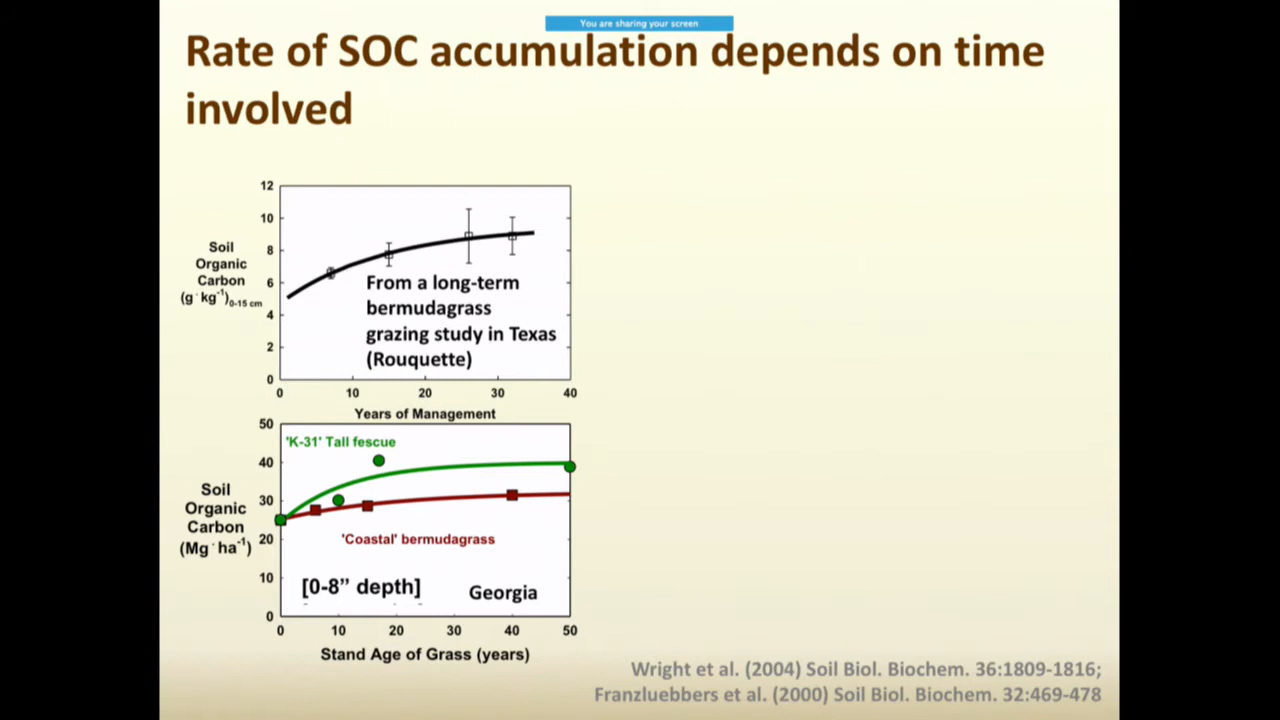 You are sharing your screen
Rate of SOC accumulation depends on time
involved
12
10
8
6
4
2
0
Soil
Organic
Carbon
(g·kg⁻¹)₀₋₁₅ cm
From a long-term
bermudagrass
grazing study in Texas
(Rouquette)
0 10 20 30 40
Years of Management
50
40
30
20
10
0
'K-31' Tall fescue
Soil
Organic
Carbon
(Mg·ha⁻¹)
'Coastal' bermudagrass
[0-8” depth]
Georgia
0 10 20 30 40 50
Stand Age of Grass (years)
Wright et al. (2004) Soil Biol. Biochem. 36:1809-1816;
Franzluebbers et al. (2000) Soil Biol. Biochem. 32:469-478